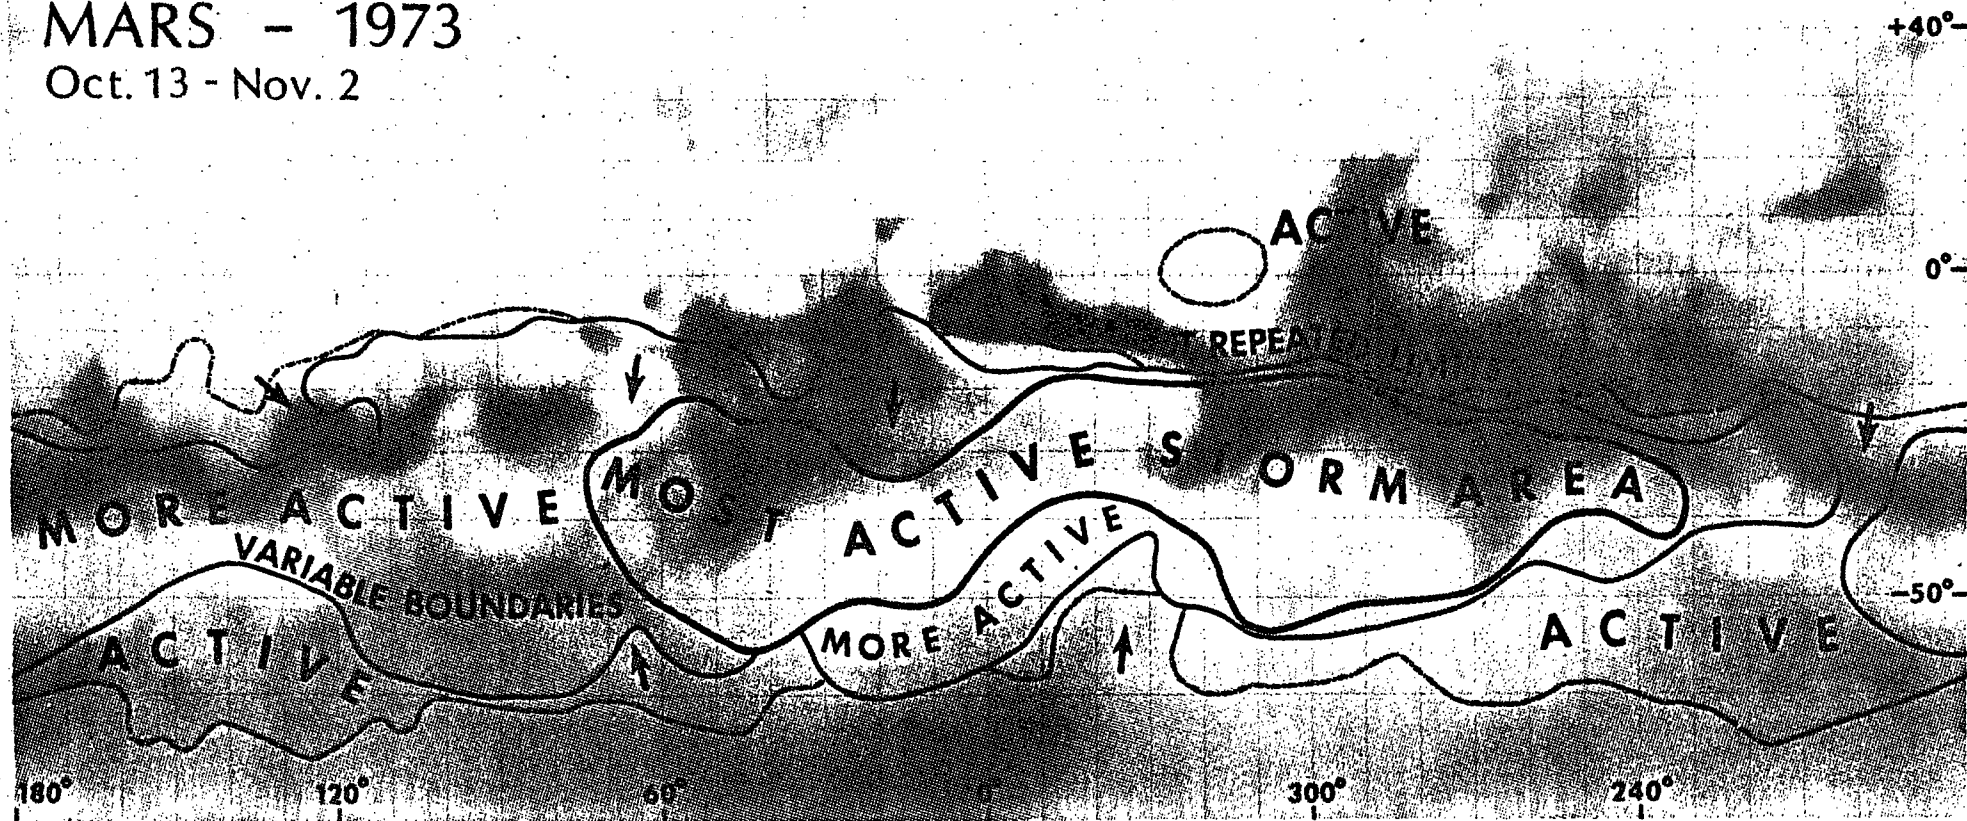 MARS – 1973
Oct. 13 - Nov. 2
+40°
ACTIVE
0°
REPEATED
MOST ACTIVE STORM AREA
MORE ACTIVE
MORE ACTIVE
VARIABLE BOUNDARIES
-50°
ACTIVE
ACTIVE
180° 120° 60° 0° 300° 240°